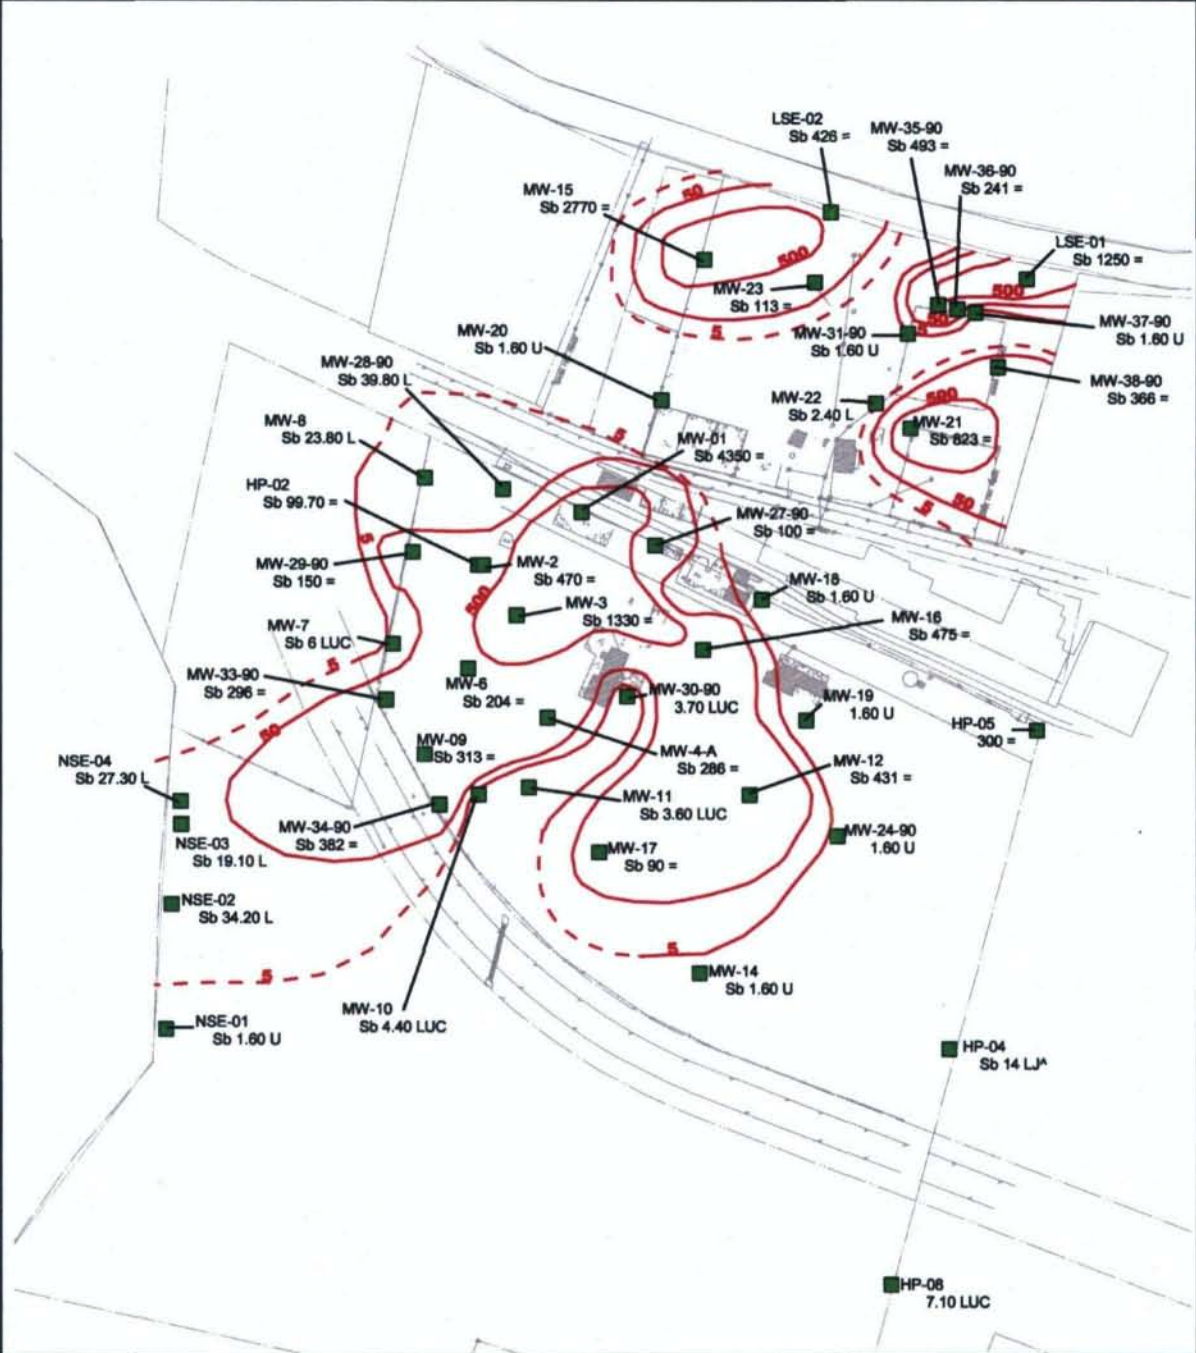 LSE-02
Sb 426 =
MW-35-90
Sb 493 =
MW-36-90
Sb 241 =
MW-15
Sb 2770 =
50
LSE-01
Sb 1250 =
500
MW-23
Sb 113 =
500
50
MW-37-90
Sb 1.60 U
5
MW-31-90
Sb 1.60 U
MW-20
Sb 1.60 U
MW-28-90
Sb 39.80 L
MW-38-90
Sb 366 =
MW-22
Sb 2.40 L
500
MW-21
Sb 823 =
MW-8
Sb 23.80 L
5
MW-01
Sb 4350 =
HP-02
Sb 99.70 =
50
5
MW-27-90
Sb 100 =
5
MW-29-90
Sb 150 =
MW-2
Sb 470 =
MW-18
Sb 1.60 U
500
MW-3
Sb 1330 =
MW-16
Sb 475 =
MW-7
Sb 6 LUC
5
MW-33-90
Sb 296 =
MW-6
Sb 204 =
MW-30-90
3.70 LUC
MW-19
1.60 U
HP-05
300 =
50
MW-09
Sb 313 =
MW-4-A
Sb 286 =
NSE-04
Sb 27.30 L
MW-12
Sb 431 =
MW-11
Sb 3.60 LUC
MW-34-90
Sb 382 =
MW-24-90
1.60 U
NSE-03
Sb 19.10 L
MW-17
Sb 90 =
NSE-02
Sb 34.20 L
5
5
MW-14
Sb 1.60 U
MW-10
Sb 4.40 LUC
NSE-01
Sb 1.60 U
HP-04
Sb 14 LJ^
HP-08
7.10 LUC